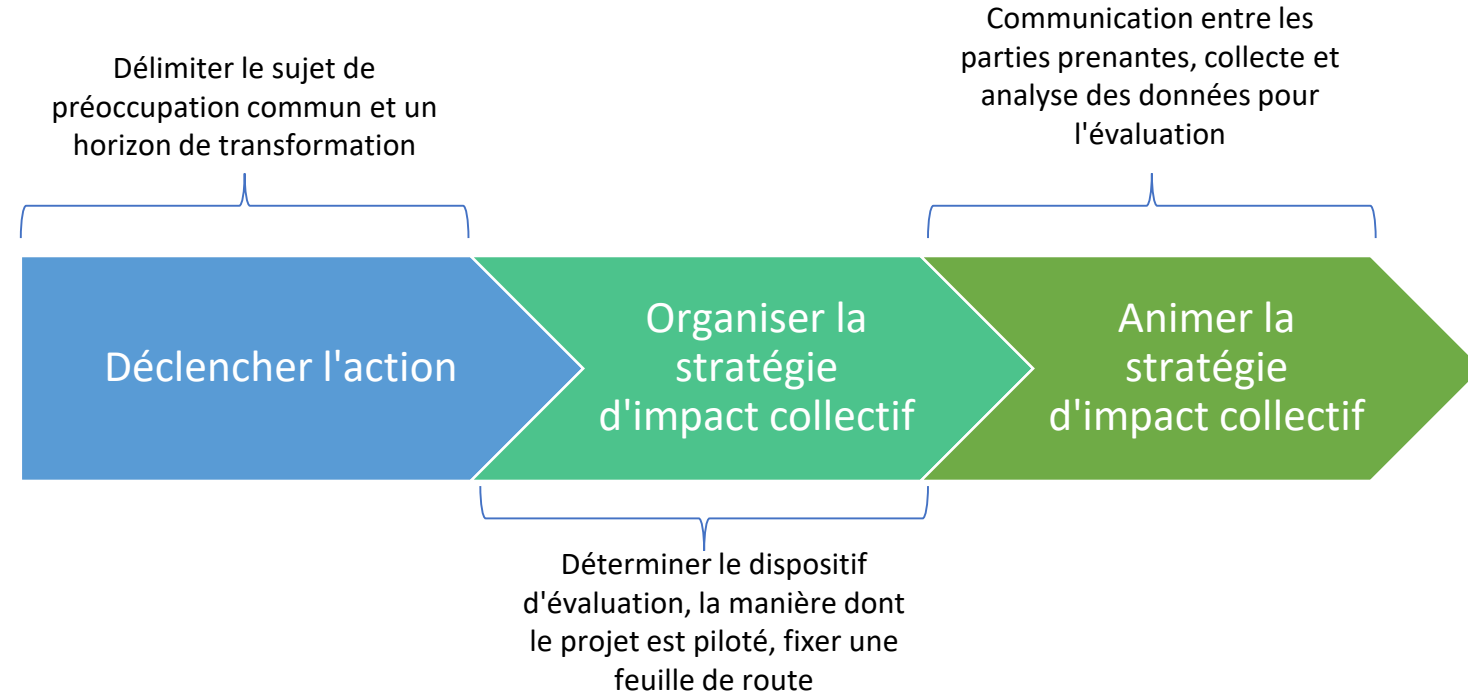 Délimiter le sujet de
préoccupation commun et un
horizon de transformation
Communication entre les
parties prenantes, collecte et
analyse des données pour
l'évaluation
Déclencher l'action
Organiser la
stratégie
d'impact collectif
Animer la
stratégie
d'impact collectif
Déterminer le dispositif
d'évaluation, la manière dont
le projet est piloté, fixer une
feuille de route